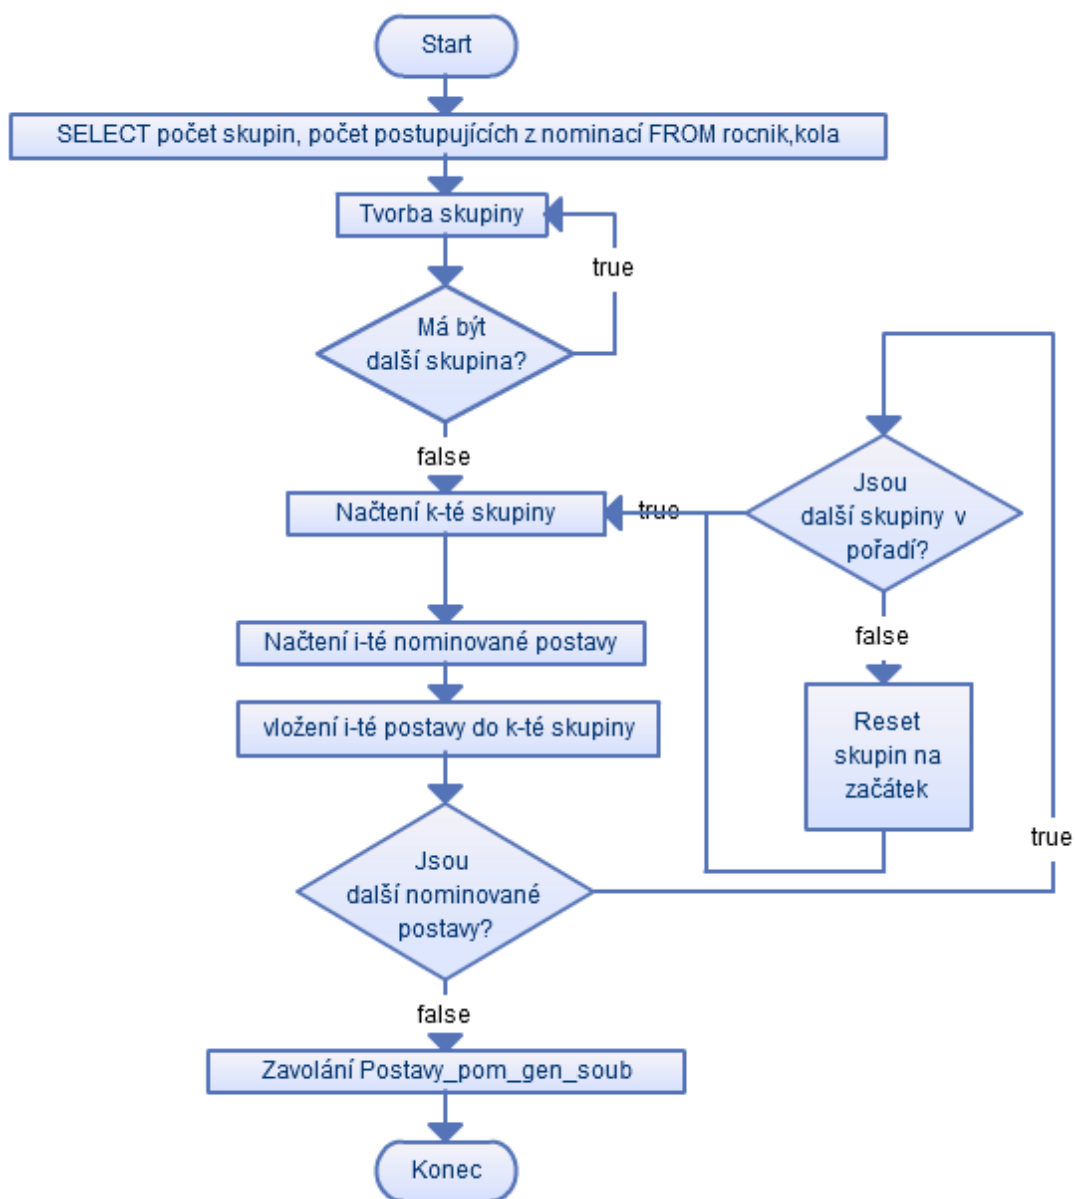 Start
SELECT počet skupin, počet postupujících z nominací FROM rocnik,kola
Tvorba skupiny
true
Má být
další skupina?
false
Načtení k-té skupiny
true
Jsou
další skupiny v
pořadí?
false
Načtení i-té nominované postavy
vložení i-té postavy do k-té skupiny
Reset
skupin na
začátek
true
Jsou
další nominované
postavy?
false
Zavolání Postavy_pom_gen_soub
Konec